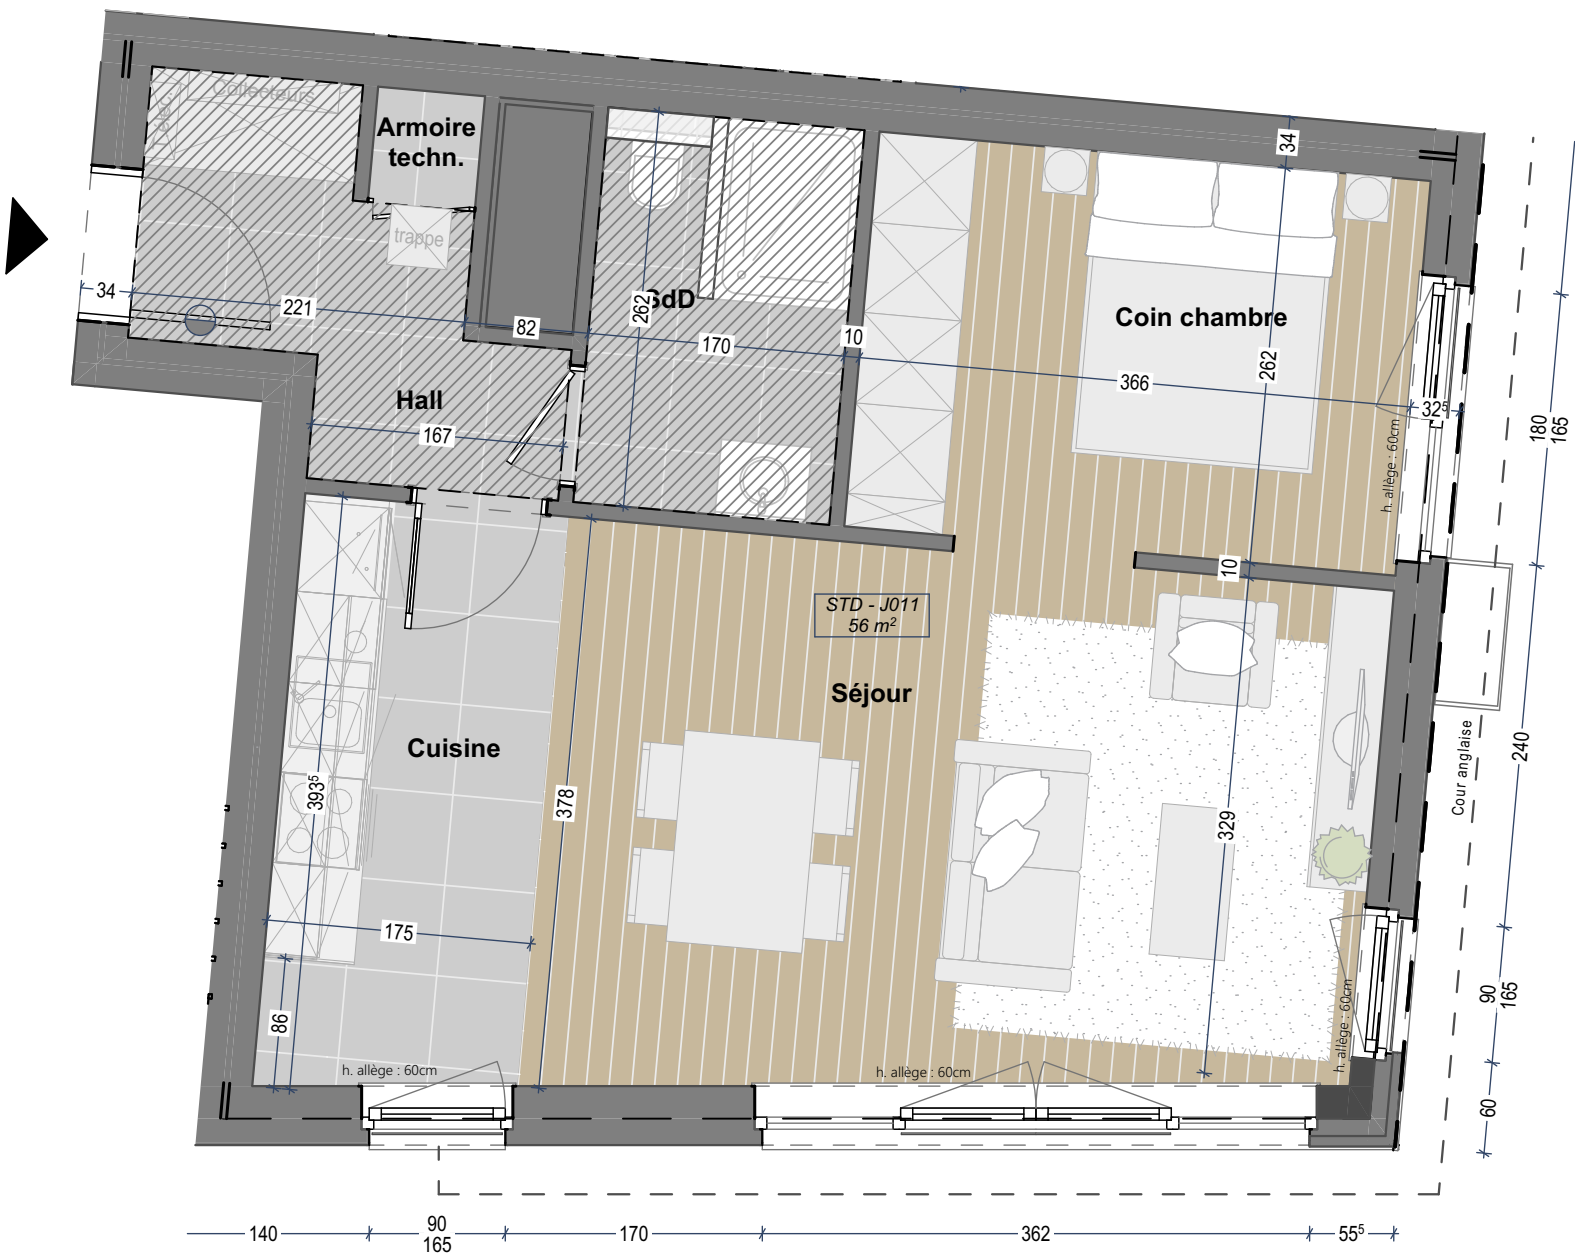 Collecteurs
Elec.
Armoire
techn.
trappe
34
34
221
82
262
SdD
170
10
Coin chambre
262
366
32⁵
Hall
167
h. allège : 60cm
180
165
10
STD - J011
56 m²
Séjour
Cuisine
393⁵
378
329
240
Cour anglaise
175
86
90
165
h. allège : 60cm
h. allège : 60cm
h. allège : 60cm
60
140
90
165
170
362
55⁵